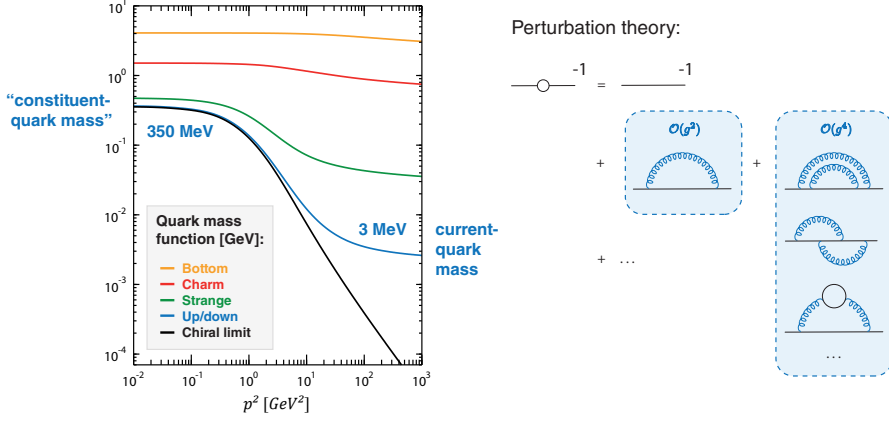 10^1
10^0
10^-1
10^-2
10^-3
10^-4
"constituent-
quark mass"
350 MeV
3 MeV
current-
quark
mass
Quark mass
function [GeV]:
Bottom
Charm
Strange
Up/down
Chiral limit
10^-2
10^-1
10^0
10^1
10^2
10^3
p^2 [GeV^2]
Perturbation theory:
-1 = -1
+ O(g^2) + O(g^4)
+ ...
...